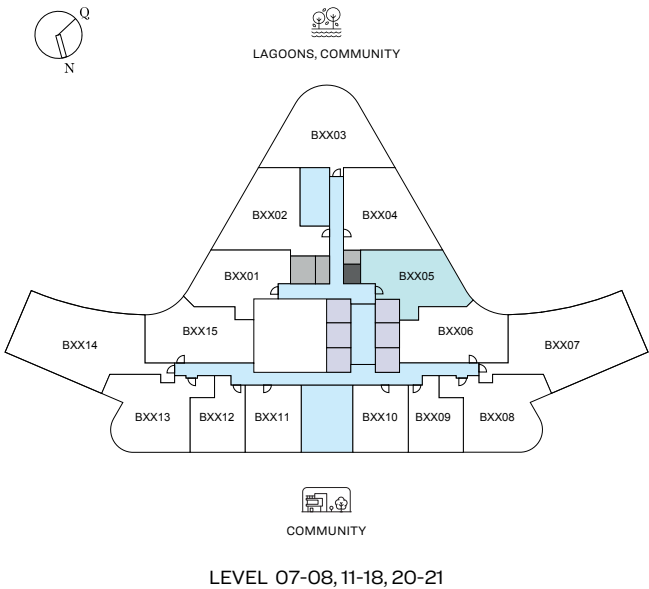 Q
N
LAGOONS, COMMUNITY
BXX03
BXX02
BXX04
BXX01
BXX05
BXX15
BXX06
BXX14
BXX07
BXX13
BXX12
BXX11
BXX10
BXX09
BXX08
COMMUNITY
LEVEL 07-08, 11-18, 20-21